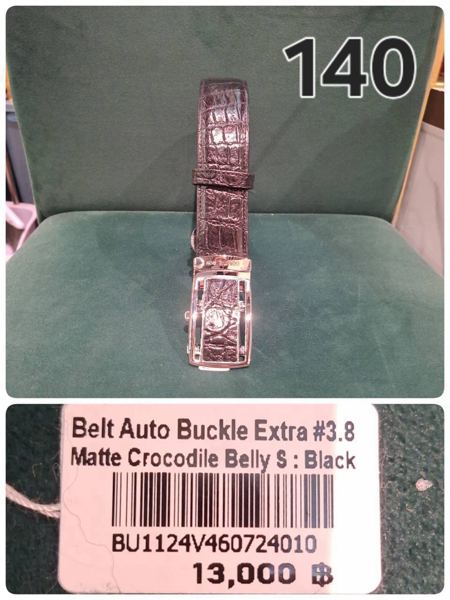 140
Belt Auto Buckle Extra #3.8
Matte Crocodile Belly S : Black
BU1124V460724010
13,000 ฿